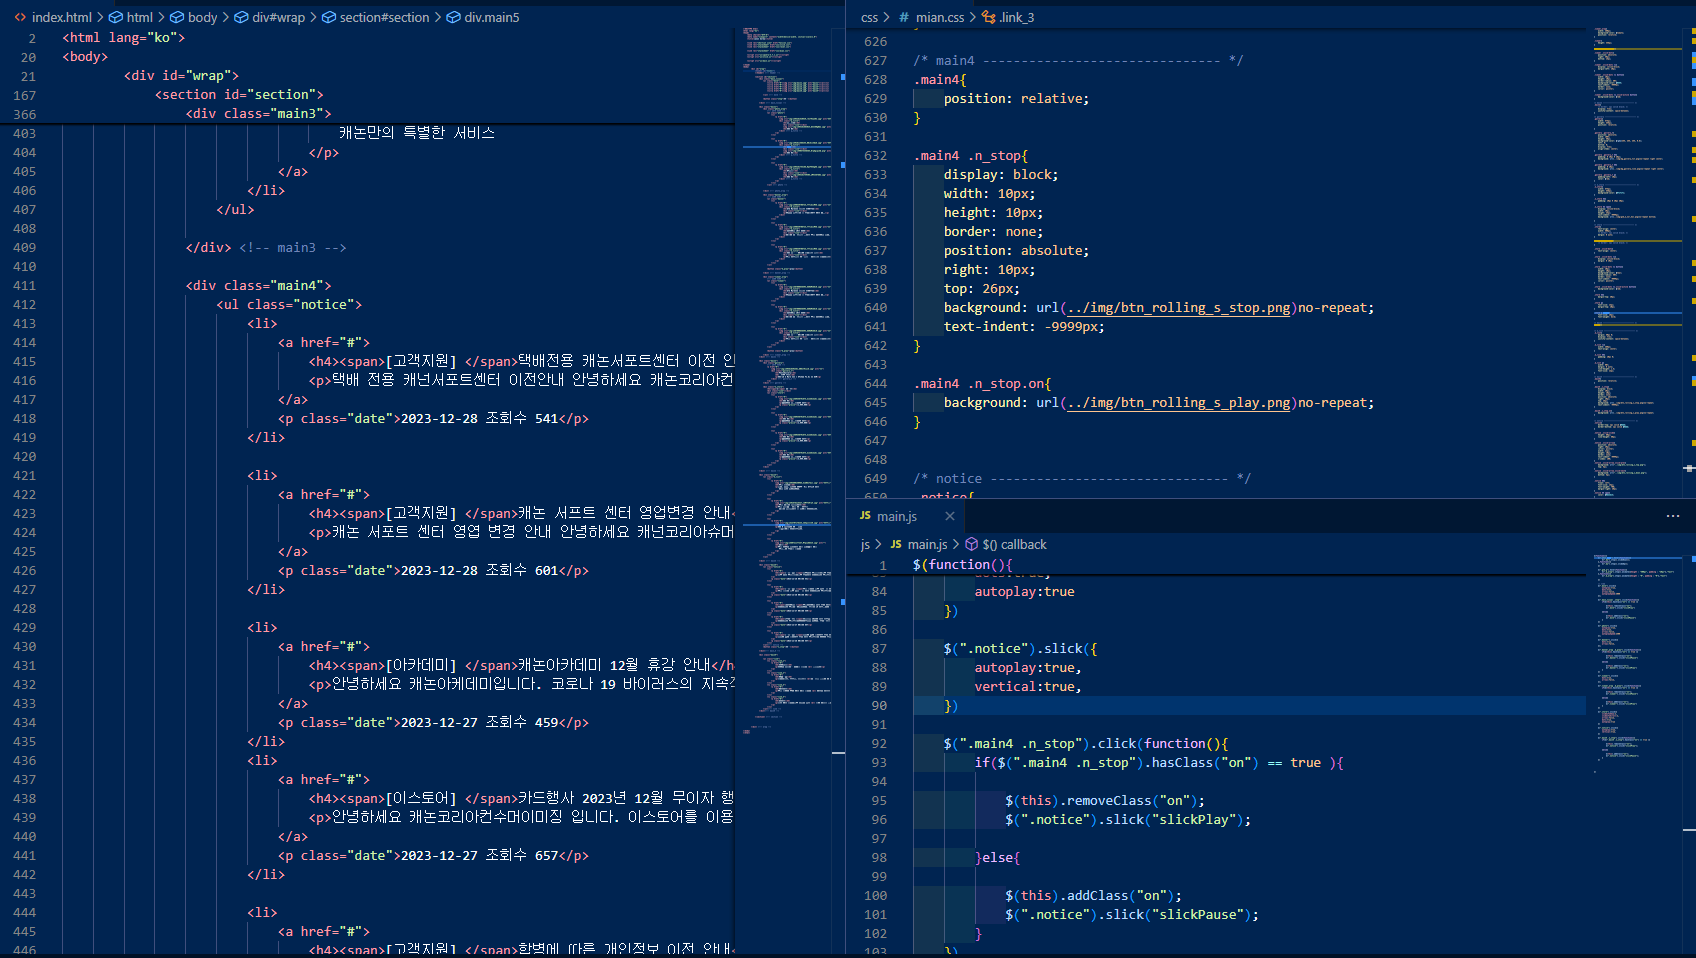 index.html > html > body > div#wrap > section#section > div.main5
2 <html lang="ko">
20 <body>
21 <div id="wrap">
167 <section id="section">
366 <div class="main3">
403 캐논만의 특별한 서비스
404 </p>
405 </a>
406 </li>
407 </ul>
408
409 </div> <!-- main3 -->
410
411 <div class="main4">
412 <ul class="notice">
413 <li>
414 <a href="#">
415 <h4><span>[고객지원] </span>택배전용 캐논서포트센터 이전 안
416 <p>택배 전용 캐넌서포트센터 이전안내 안녕하세요 캐논코리아컨
417 </a>
418 <p class="date">2023-12-28 조회수 541</p>
419 </li>
420
421 <li>
422 <a href="#">
423 <h4><span>[고객지원] </span>캐논 서프트 센터 영업변경 안내<
424 <p>캐논 서포트 센터 영엽 변경 안내 안녕하세요 캐넌코리아슈머
425 </a>
426 <p class="date">2023-12-28 조회수 601</p>
427 </li>
428
429 <li>
430 <a href="#">
431 <h4><span>[아카데미] </span>캐논아카데미 12월 휴강 안내</h
432 <p>안녕하세요 캐논아케데미입니다. 코로나 19 바이러스의 지속적
433 </a>
434 <p class="date">2023-12-27 조회수 459</p>
435 </li>
436 <li>
437 <a href="#">
438 <h4><span>[이스토어] </span>카드행사 2023년 12월 무이자 행
439 <p>안녕하세요 캐논코리아컨수머이미징 입니다. 이스토어를 이용
440 </a>
441 <p class="date">2023-12-27 조회수 657</p>
442 </li>
443
444 <li>
445 <a href="#">
446 <h4><span>[고객지원] </span>합병에 따른 개인정보 이전 안내<
css > # mian.css > .link_3
626
627 /* main4 ------------------------------- */
628 .main4{
629 position: relative;
630 }
631
632 .main4 .n_stop{
633 display: block;
634 width: 10px;
635 height: 10px;
636 border: none;
637 position: absolute;
638 right: 10px;
639 top: 26px;
640 background: url(../img/btn_rolling_s_stop.png)no-repeat;
641 text-indent: -9999px;
642 }
643
644 .main4 .n_stop.on{
645 background: url(../img/btn_rolling_s_play.png)no-repeat;
646 }
647
648
649 /* notice ------------------------------- */
650 .notice{
JS main.js × ···
js > JS main.js > $() callback
1 $(function(){
84 autoplay:true
85 })
86
87 $(".notice").slick({
88 autoplay:true,
89 vertical:true,
90 })
91
92 $(".main4 .n_stop").click(function(){
93 if($(".main4 .n_stop").hasClass("on") == true ){
94
95 $(this).removeClass("on");
96 $(".notice").slick("slickPlay");
97
98 }else{
99
100 $(this).addClass("on");
101 $(".notice").slick("slickPause");
102 }
103 })